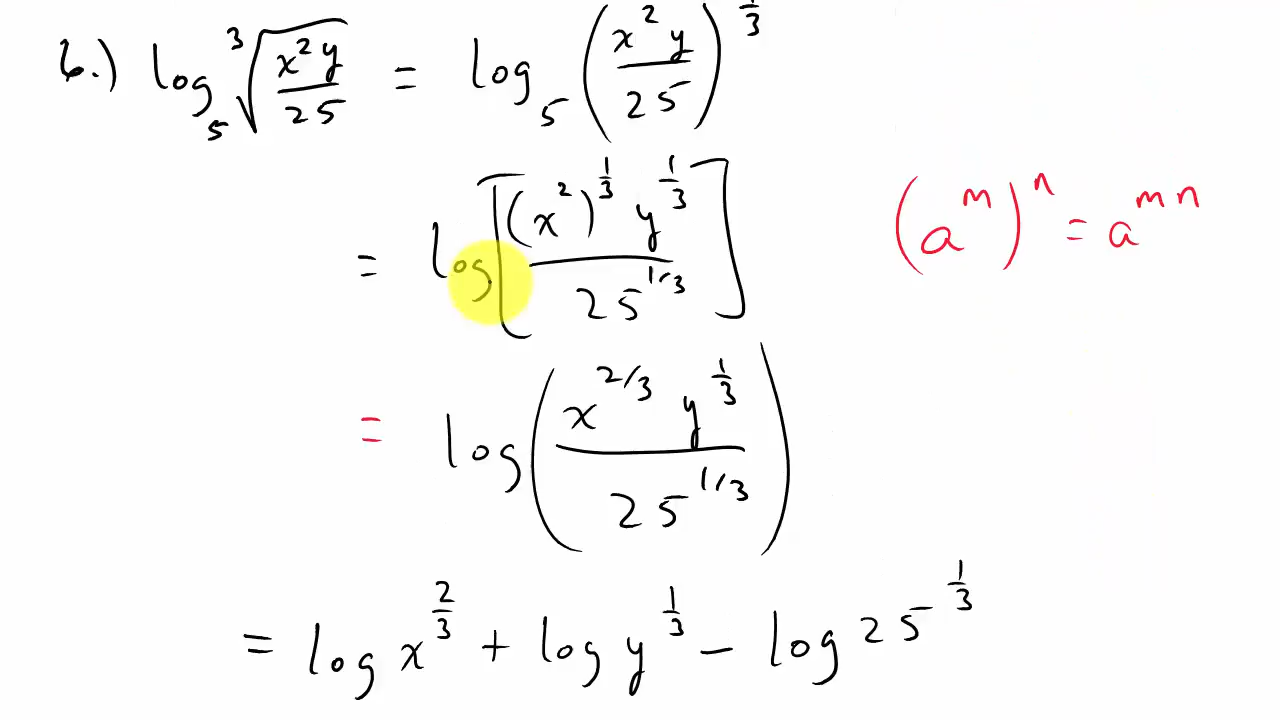 6.) log₅ ∛(x²y/25) = log₅ (x²y/25)^(1/3)
= log[(x²)^(1/3) y^(1/3) / 25^(1/3)]
(a^m)^n = a^(mn)
= log(x^(2/3) y^(1/3) / 25^(1/3))
= log x^(2/3) + log y^(1/3) − log 25^(1/3)